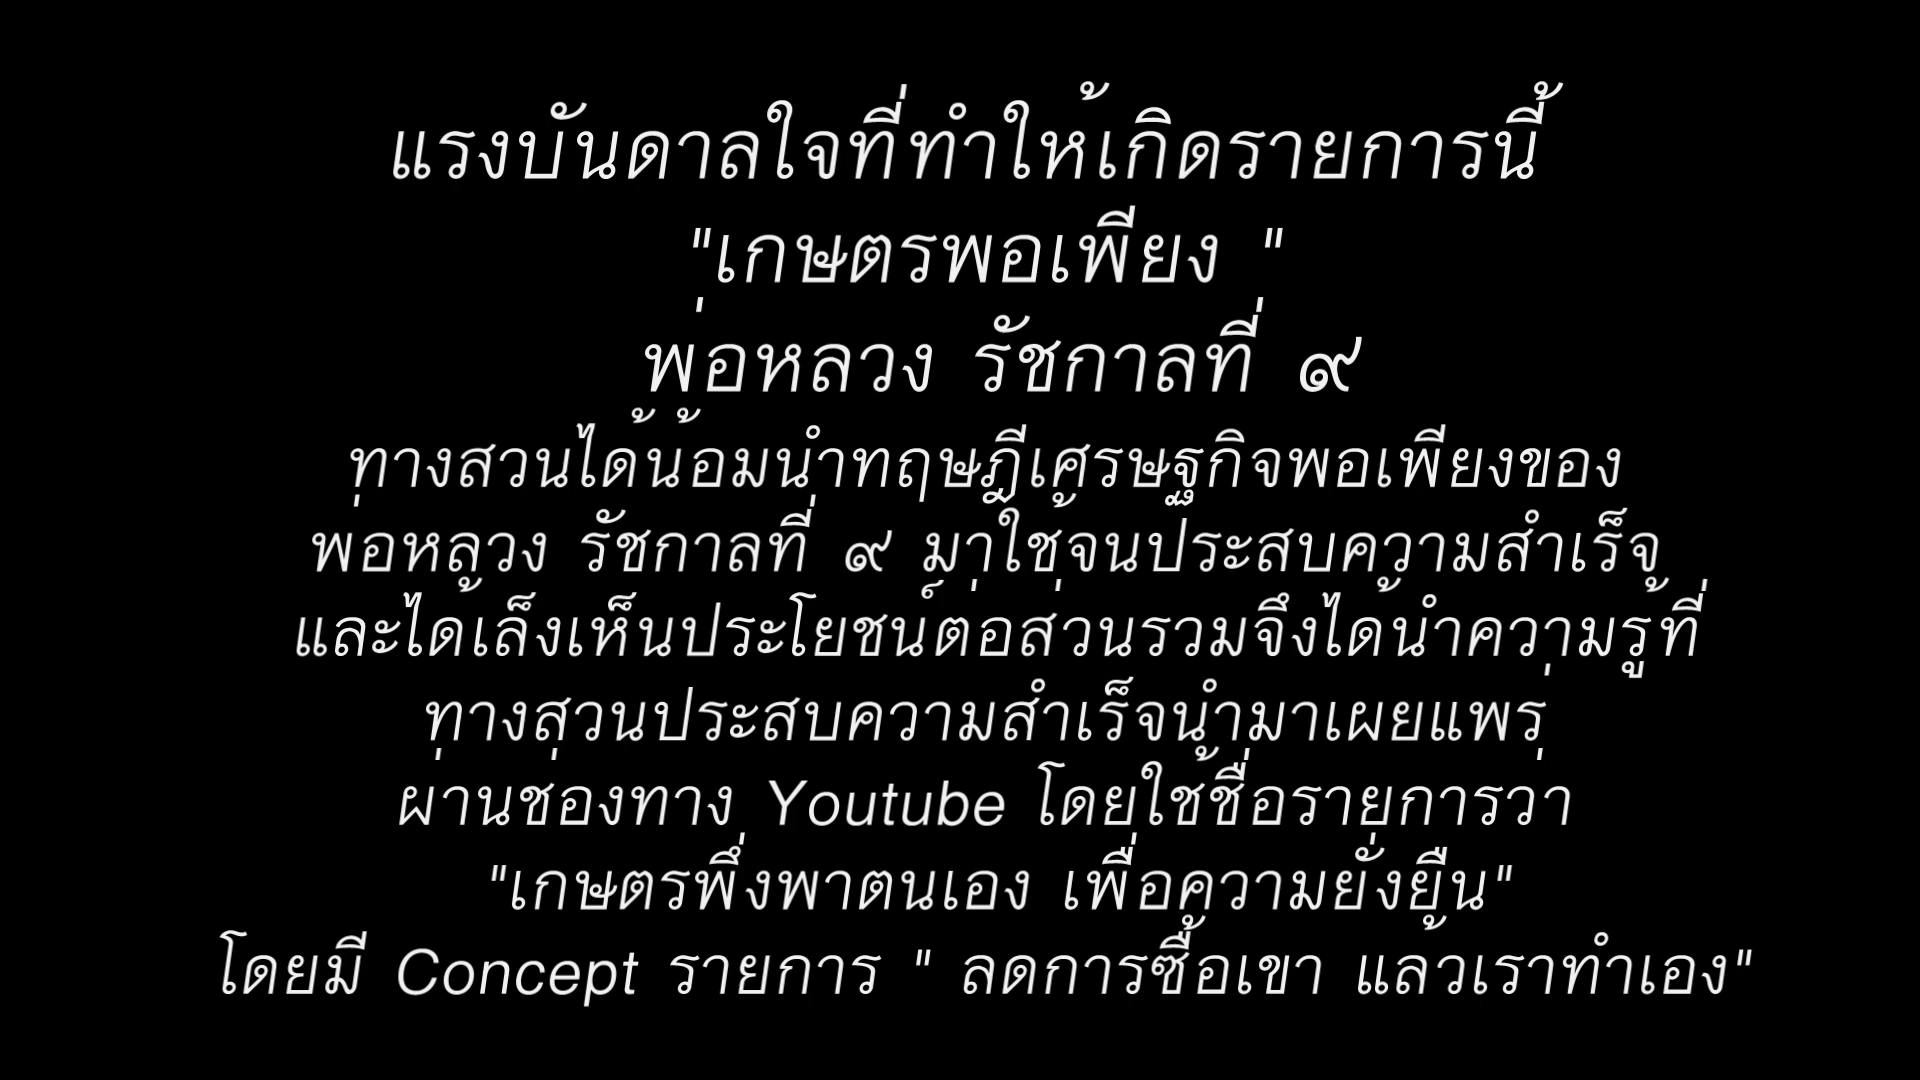 แรงบันดาลใจที่ทำให้เกิดรายการนี้
"เกษตรพอเพียง "
พ่อหลวง รัชกาลที่ ๙
ทางสวนได้น้อมนำทฤษฎีเศรษฐกิจพอเพียงของ
พ่อหลวง รัชกาลที่ ๙ มาใช้จนประสบความสำเร็จ
และได้เล็งเห็นประโยชน์ต่อส่วนรวมจึงได้นำความรู้ที่
ทางสวนประสบความสำเร็จนำมาเผยแพร่
ผ่านช่องทาง Youtube โดยใช้ชื่อรายการว่า
"เกษตรพึ่งพาตนเอง เพื่อความยั่งยืน"
โดยมี Concept รายการ " ลดการซื้อเขา แล้วเราทำเอง"